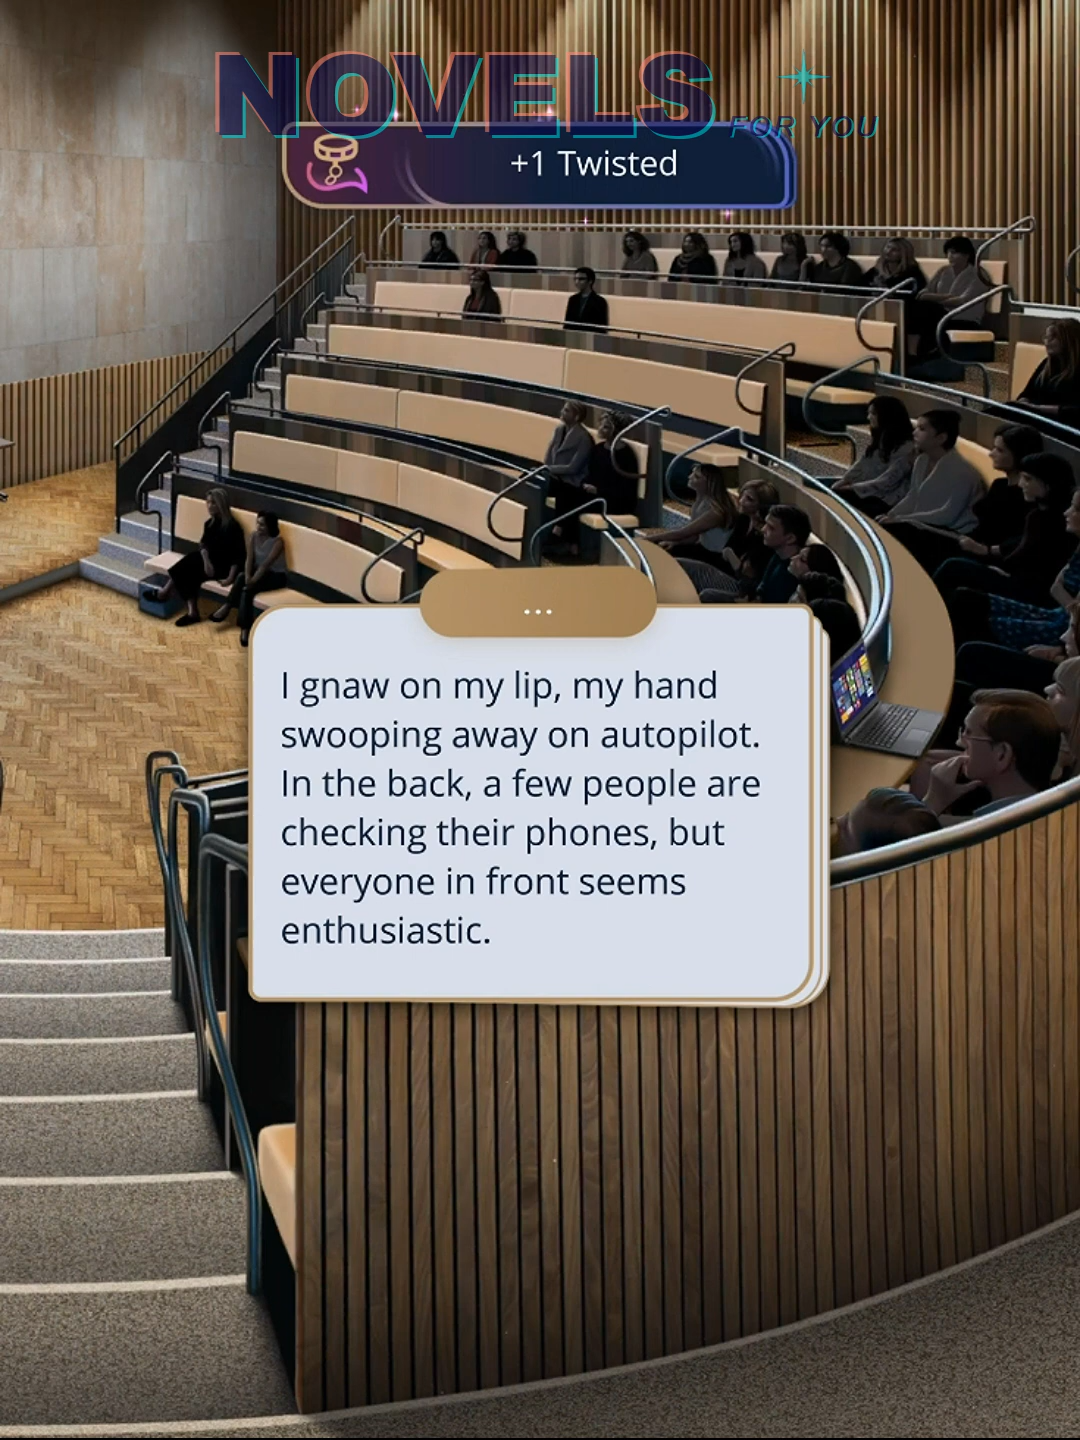 NOVELS
FOR YOU
+1 Twisted
...
I gnaw on my lip, my hand
swooping away on autopilot.
In the back, a few people are
checking their phones, but
everyone in front seems
enthusiastic.